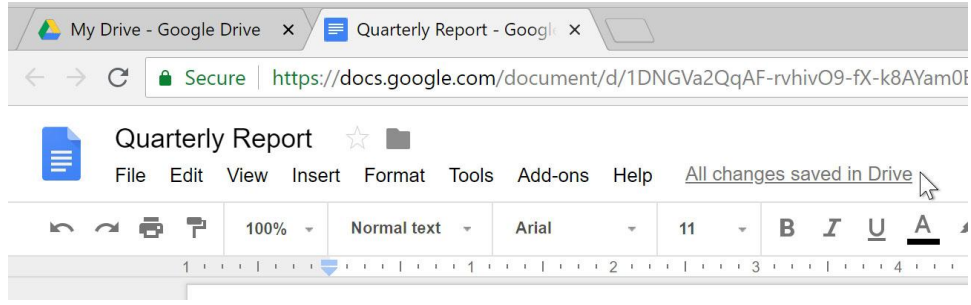 My Drive - Google Drive
Quarterly Report - Googl
Secure https://docs.google.com/document/d/1DNGVa2QqAF-rvhivO9-fX-k8AYam0
Quarterly Report
File Edit View Insert Format Tools Add-ons Help All changes saved in Drive
100% Normal text Arial 11 B I U A
1 1 2 3 4